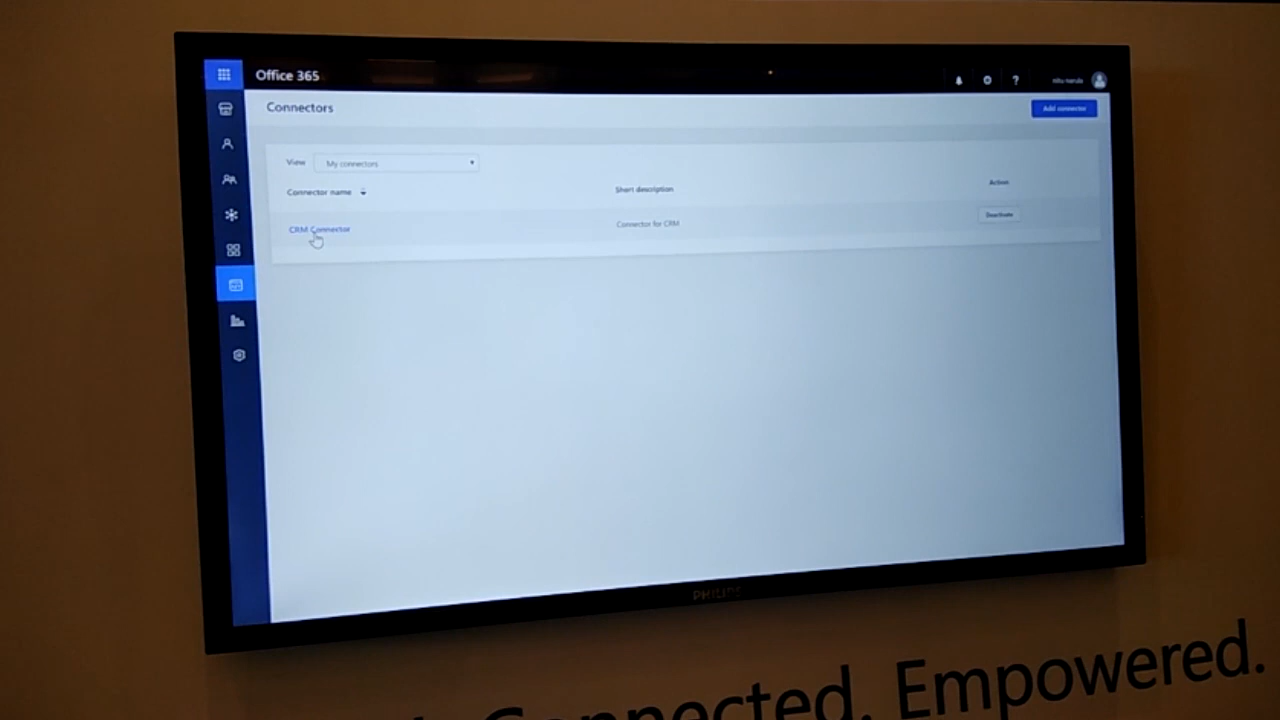 Office 365
?
Connectors
Add connector
View
My connectors
Connector name
Short description
Action
CRM Connector
Connector for CRM
Deactivate
PHILIPS
Connected. Empowered.